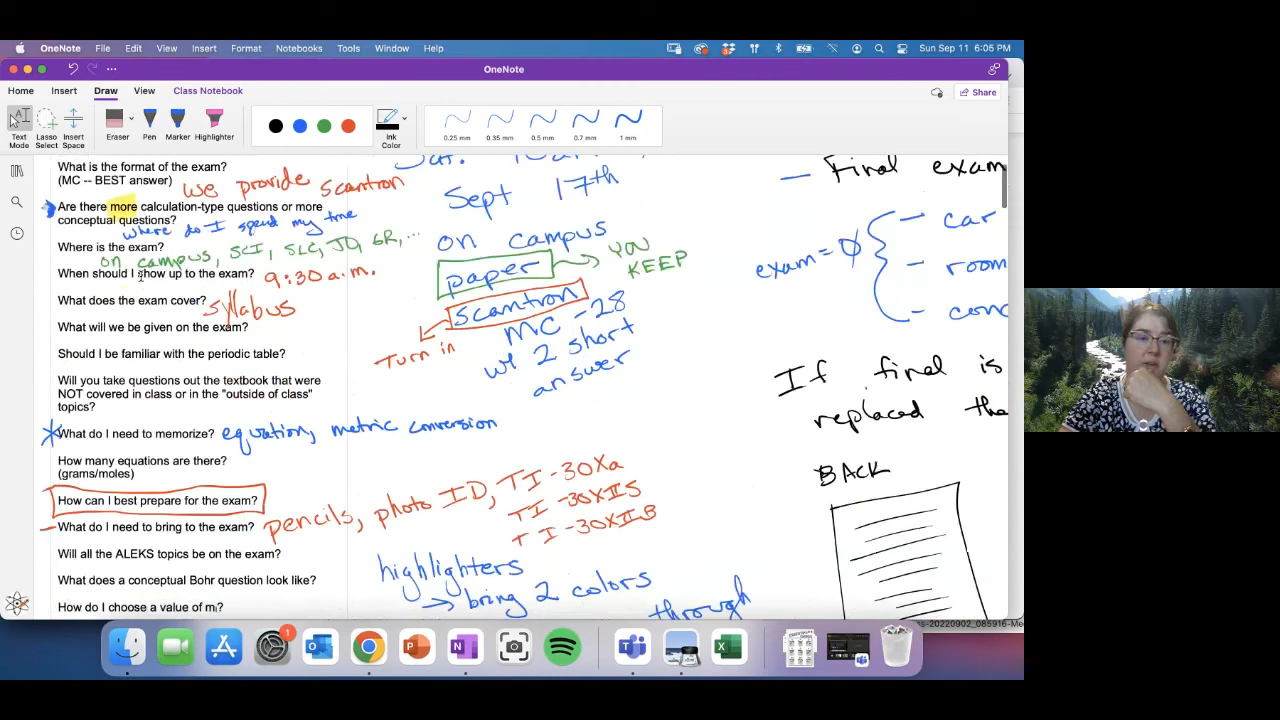 OneNote File Edit View Insert Format Notebooks Tools Window Help
Sun Sep 11 6:05 PM
OneNote
Home Insert Draw View Class Notebook
Share
Text Mode
Lasso Select
Insert Space
Eraser
Pen
Marker
Highlighter
Ink Color
0.25 mm 0.35 mm 0.5 mm 0.7 mm 1 mm
What is the format of the exam?
(MC -- BEST answer)
we provide scantron
Are there more calculation-type questions or more
conceptual questions?
where do I spend my time
Where is the exam?
on campus, SCI, SLC, JO, GR, ...
When should I show up to the exam? 9:30 a.m.
What does the exam cover? syllabus
What will we be given on the exam?
Should I be familiar with the periodic table?
Will you take questions out the textbook that were
NOT covered in class or in the "outside of class"
topics?
What do I need to memorize? equation, metric conversion
How many equations are there?
(grams/moles)
How can I best prepare for the exam?
What do I need to bring to the exam? pencils, photo ID, TI-30Xa
TI-30XIIS
TI-30XIIB
Will all the ALEKS topics be on the exam?
What does a conceptual Bohr question look like?
How do I choose a value of ml?
Sept 17th
on campus
paper
YOU
KEEP
scantron
Turn in
MC - 28
w/ 2 short
answer
highlighters
→ bring 2 colors
through
— Final exam
exam = 0
— car
— room
— conc
If final is
replaced the
BACK